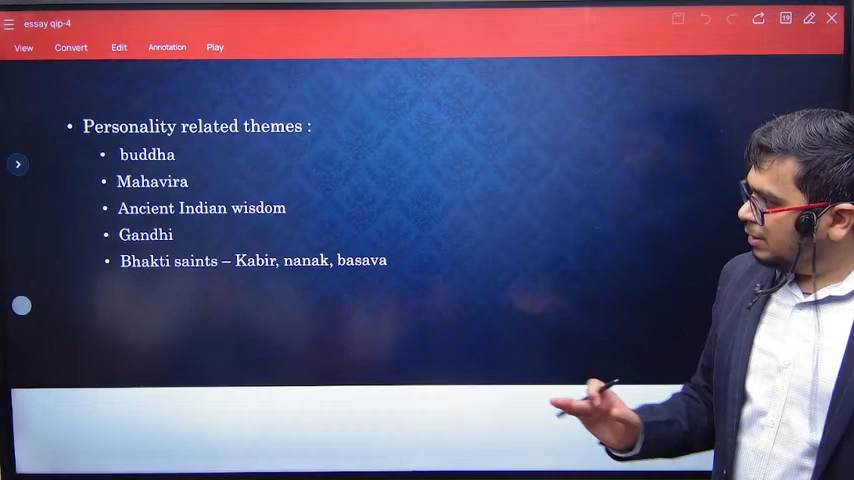 essay qip-4
19
View Convert Edit Annotation Play
• Personality related themes :
• buddha
• Mahavira
• Ancient Indian wisdom
• Gandhi
• Bhakti saints – Kabir, nanak, basava